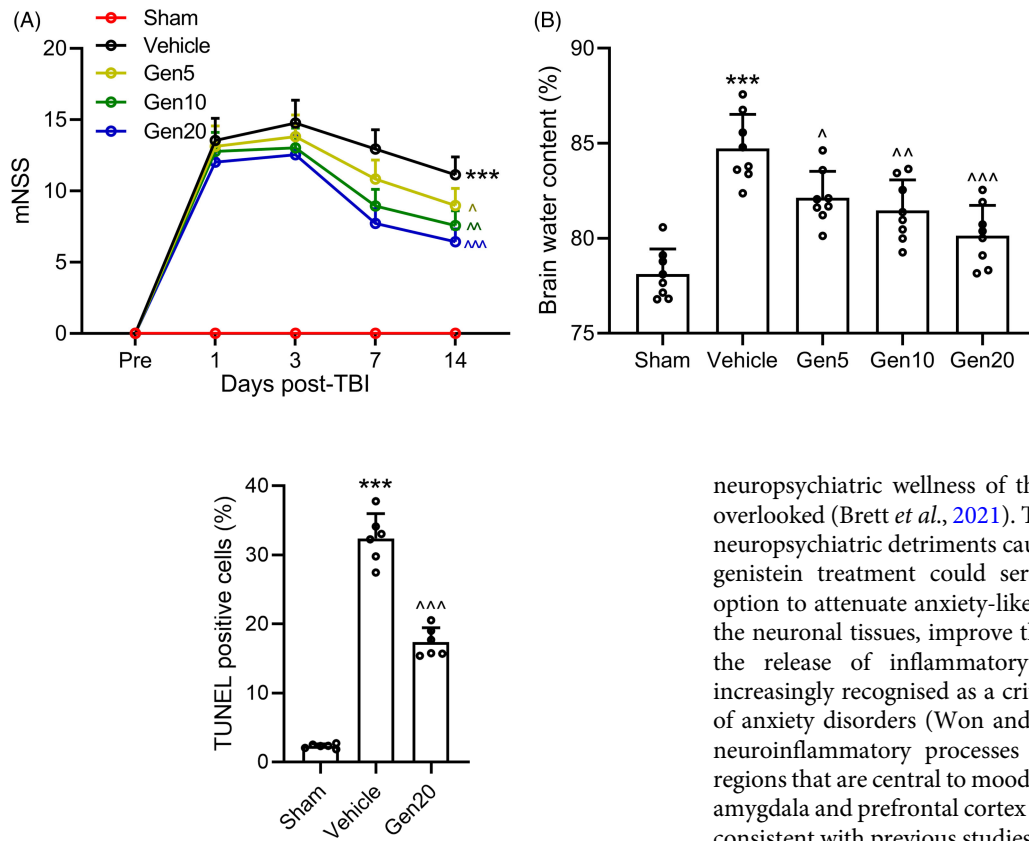 (A)
Sham
Vehicle
Gen5
Gen10
Gen20
20
15
10
5
0
mNSS
***
^
^^
^^^
Pre 1 3 7 14
Days post-TBI
(B)
90
85
80
75
Brain water content (%)
***
^
^^
^^^
Sham Vehicle Gen5 Gen10 Gen20
40
30
20
10
0
TUNEL positive cells (%)
***
^^^
Sham Vehicle Gen20
neuropsychiatric wellness of th
overlooked (Brett et al., 2021). T
neuropsychiatric detriments cau
genistein treatment could ser
option to attenuate anxiety-like
the neuronal tissues, improve th
the release of inflammatory
increasingly recognised as a cri
of anxiety disorders (Won and
neuroinflammatory processes
regions that are central to mood
amygdala and prefrontal cortex
consistent with previous studies